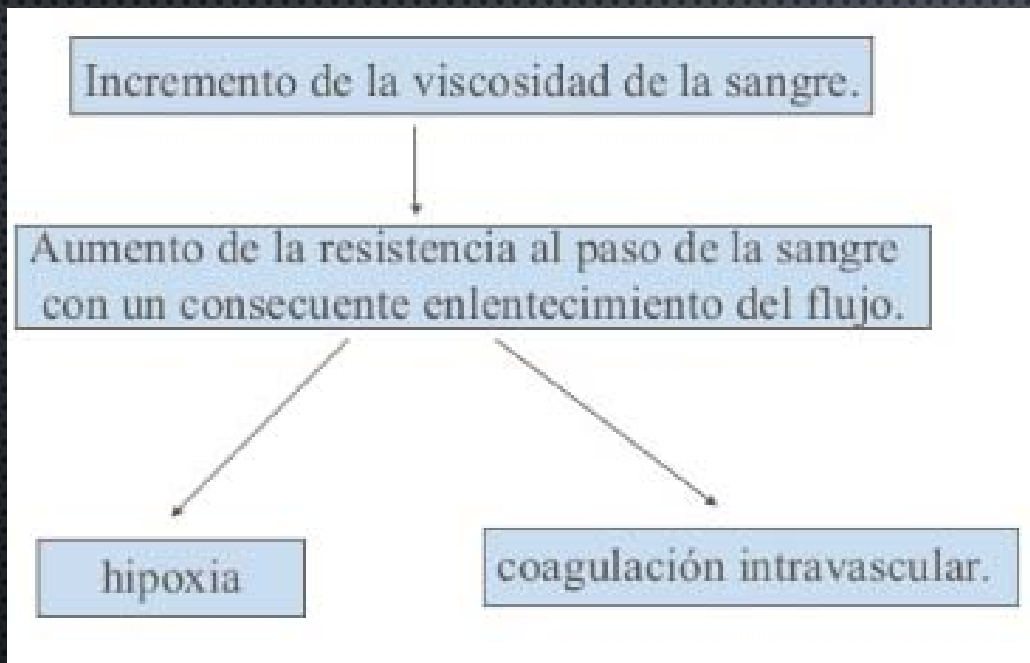 Incremento de la viscosidad de la sangre.
Aumento de la resistencia al paso de la sangre
con un consecuente enlentecimiento del flujo.
hipoxia
coagulación intravascular.